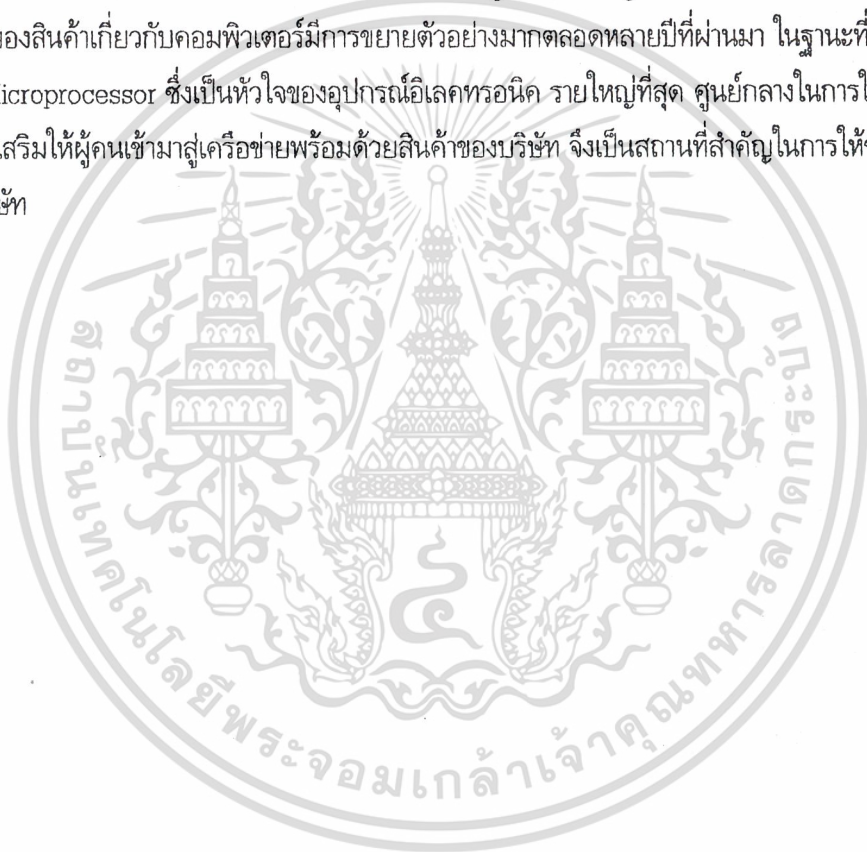 ของสินค้าเกี่ยวกับคอมพิวเตอร์มีการขยายตัวอย่างมากตลอดหลายปีที่ผ่านมา ในฐานะที่
icroprocessor ซึ่งเป็นหัวใจของอุปกรณ์อิเลคทรอนิค รายใหญ่ที่สุด ศูนย์กลางในการใ
เสริมให้ผู้คนเข้ามาสู่เครือข่ายพร้อมด้วยสินค้าของบริษัท จึงเป็นสถานที่สำคัญในการให้
ษัท
สถาบันเทคโนโลยีพระจอมเกล้าเจ้าคุณทหารลาดกระบัง
๔